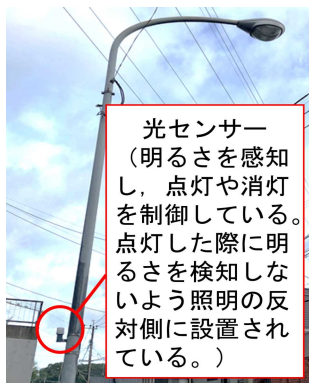 光センサー
（明るさを感知
し，点灯や消灯
を制御している。
点灯した際に明
るさを検知しな
いよう照明の反
対側に設置され
ている。）